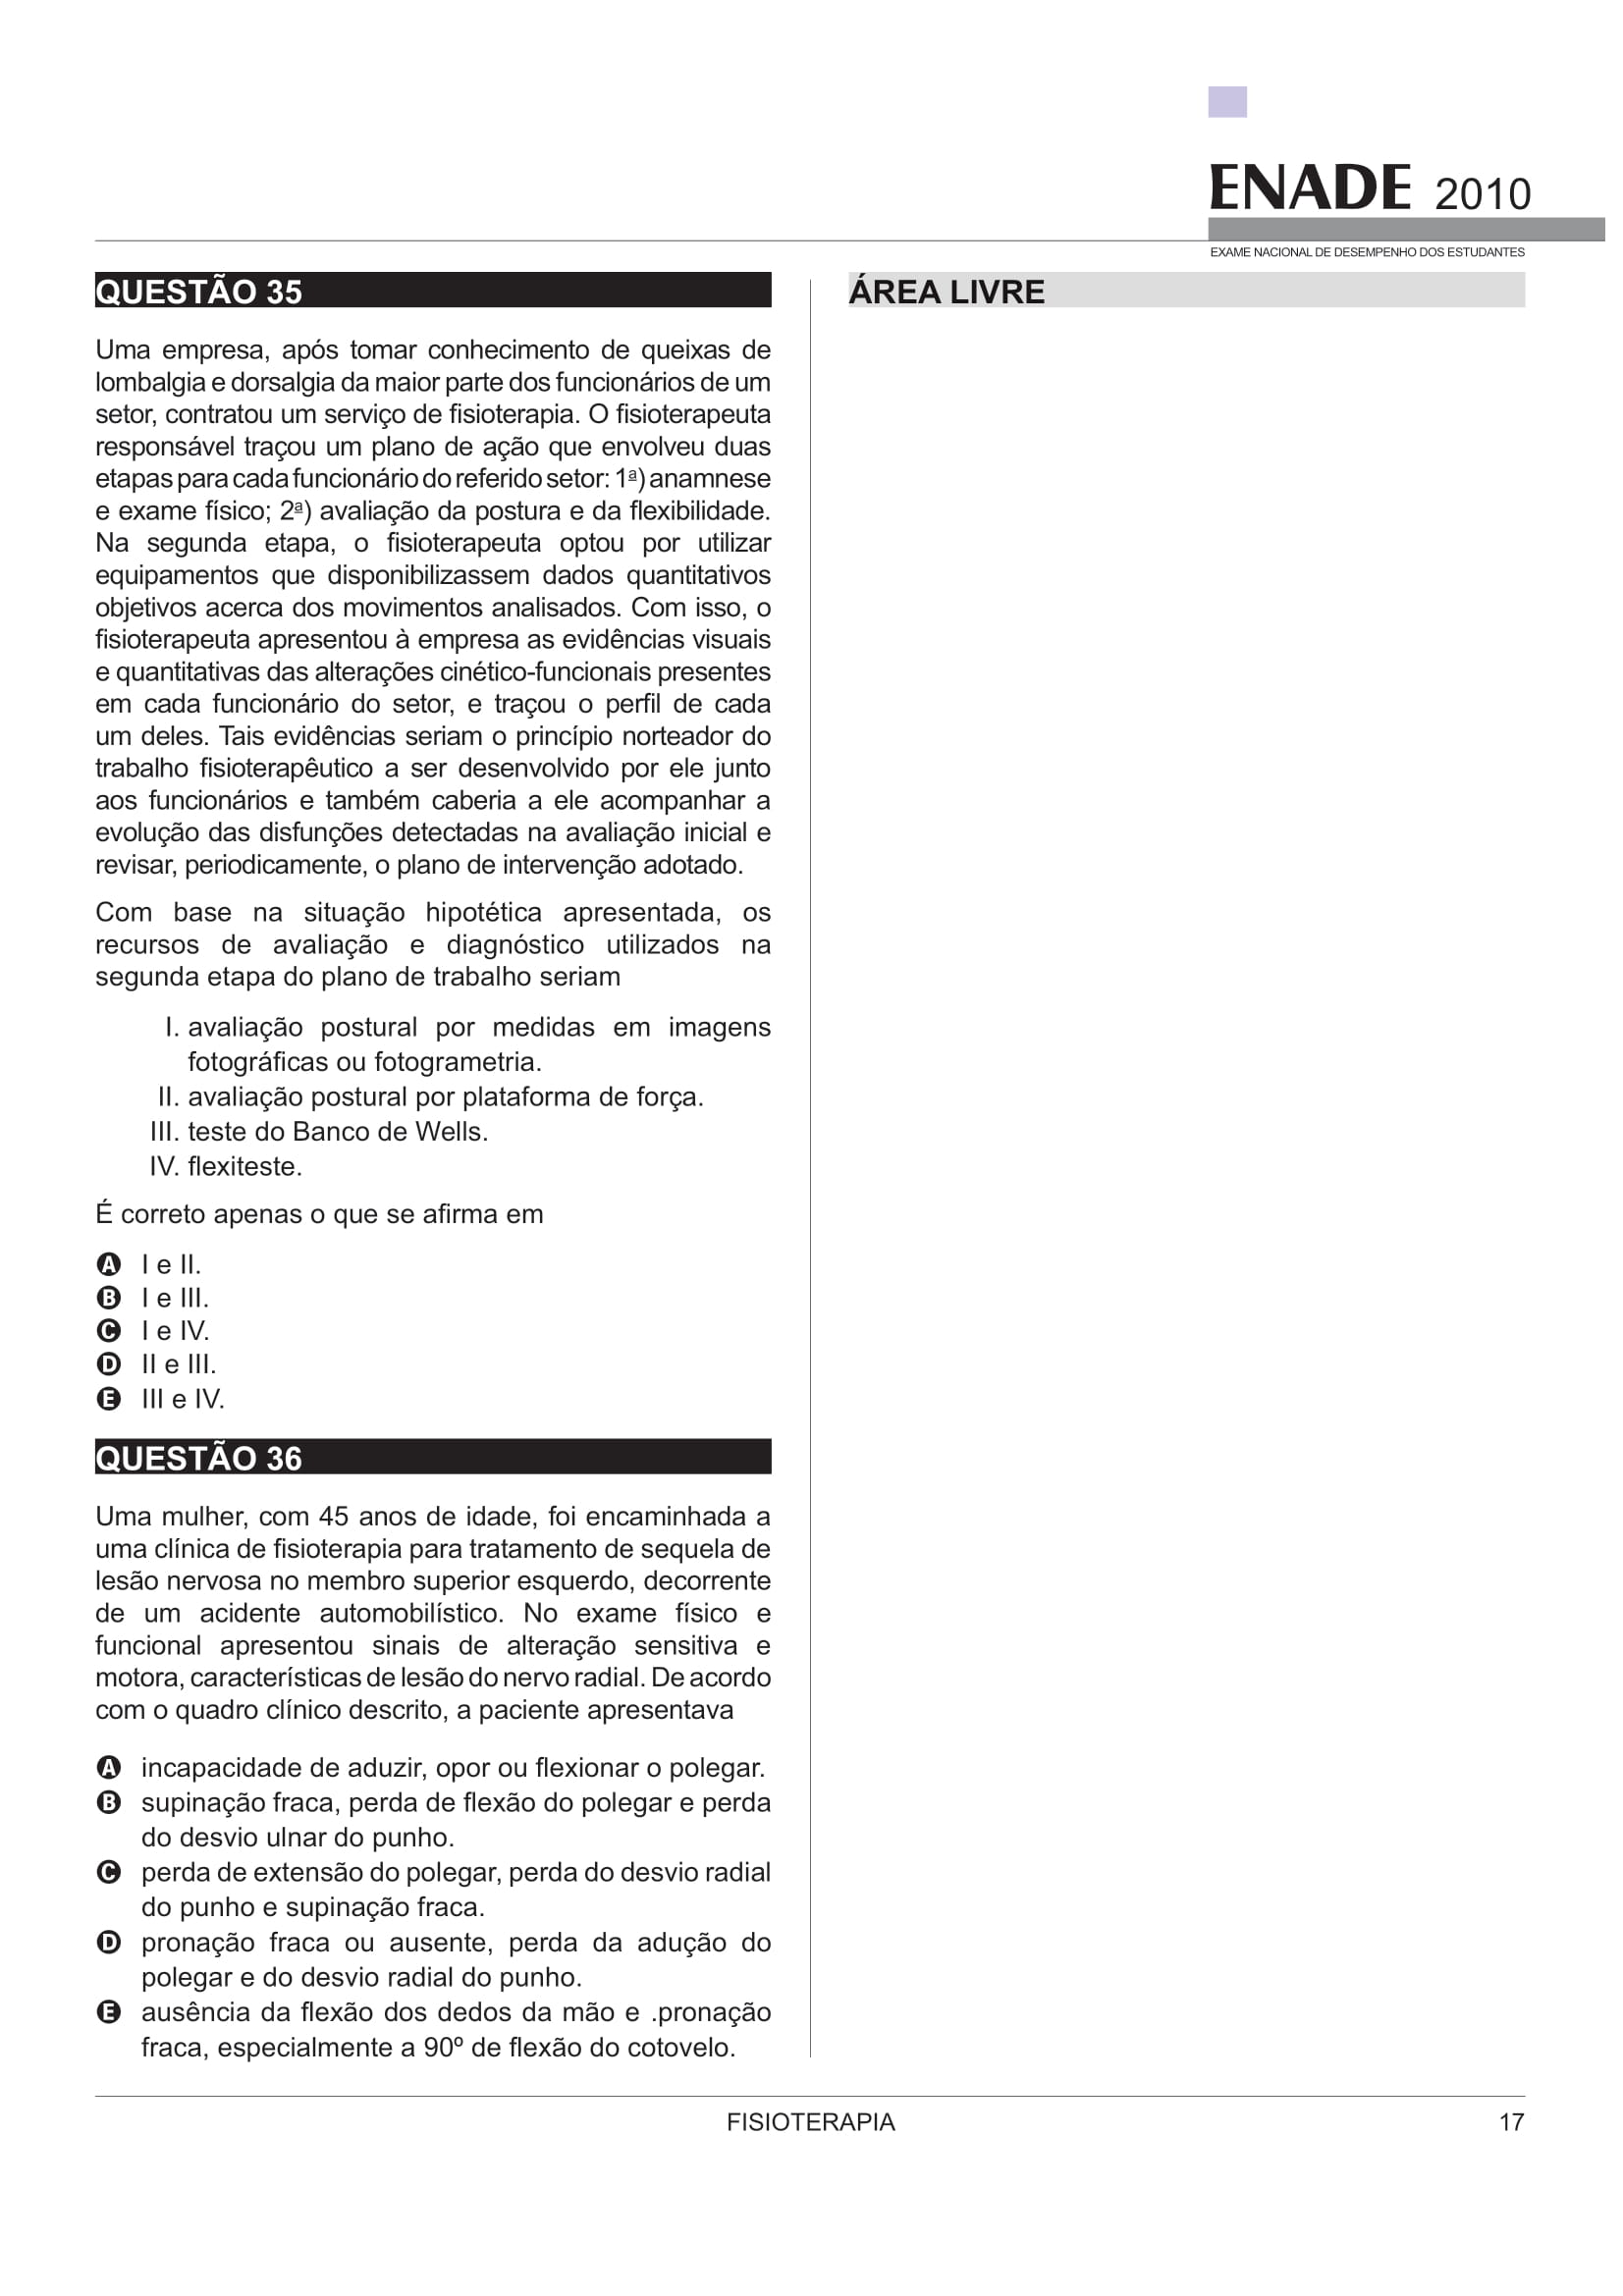 ENADE 2010
EXAME NACIONAL DE DESEMPENHO DOS ESTUDANTES
QUESTÃO 35
Uma empresa, após tomar conhecimento de queixas de
lombalgia e dorsalgia da maior parte dos funcionários de um
setor, contratou um serviço de fisioterapia. O fisioterapeuta
responsável traçou um plano de ação que envolveu duas
etapas para cada funcionário do referido setor: 1ª) anamnese
e exame físico; 2ª) avaliação da postura e da flexibilidade.
Na segunda etapa, o fisioterapeuta optou por utilizar
equipamentos que disponibilizassem dados quantitativos
objetivos acerca dos movimentos analisados. Com isso, o
fisioterapeuta apresentou à empresa as evidências visuais
e quantitativas das alterações cinético-funcionais presentes
em cada funcionário do setor, e traçou o perfil de cada
um deles. Tais evidências seriam o princípio norteador do
trabalho fisioterapêutico a ser desenvolvido por ele junto
aos funcionários e também caberia a ele acompanhar a
evolução das disfunções detectadas na avaliação inicial e
revisar, periodicamente, o plano de intervenção adotado.
Com base na situação hipotética apresentada, os
recursos de avaliação e diagnóstico utilizados na
segunda etapa do plano de trabalho seriam
I. avaliação postural por medidas em imagens
fotográficas ou fotogrametria.
II. avaliação postural por plataforma de força.
III. teste do Banco de Wells.
IV. flexiteste.
É correto apenas o que se afirma em
A I e II.
B I e III.
C I e IV.
D II e III.
E III e IV.
QUESTÃO 36
Uma mulher, com 45 anos de idade, foi encaminhada a
uma clínica de fisioterapia para tratamento de sequela de
lesão nervosa no membro superior esquerdo, decorrente
de um acidente automobilístico. No exame físico e
funcional apresentou sinais de alteração sensitiva e
motora, características de lesão do nervo radial. De acordo
com o quadro clínico descrito, a paciente apresentava
A incapacidade de aduzir, opor ou flexionar o polegar.
B supinação fraca, perda de flexão do polegar e perda
do desvio ulnar do punho.
C perda de extensão do polegar, perda do desvio radial
do punho e supinação fraca.
D pronação fraca ou ausente, perda da adução do
polegar e do desvio radial do punho.
E ausência da flexão dos dedos da mão e .pronação
fraca, especialmente a 90º de flexão do cotovelo.
ÁREA LIVRE
FISIOTERAPIA
17